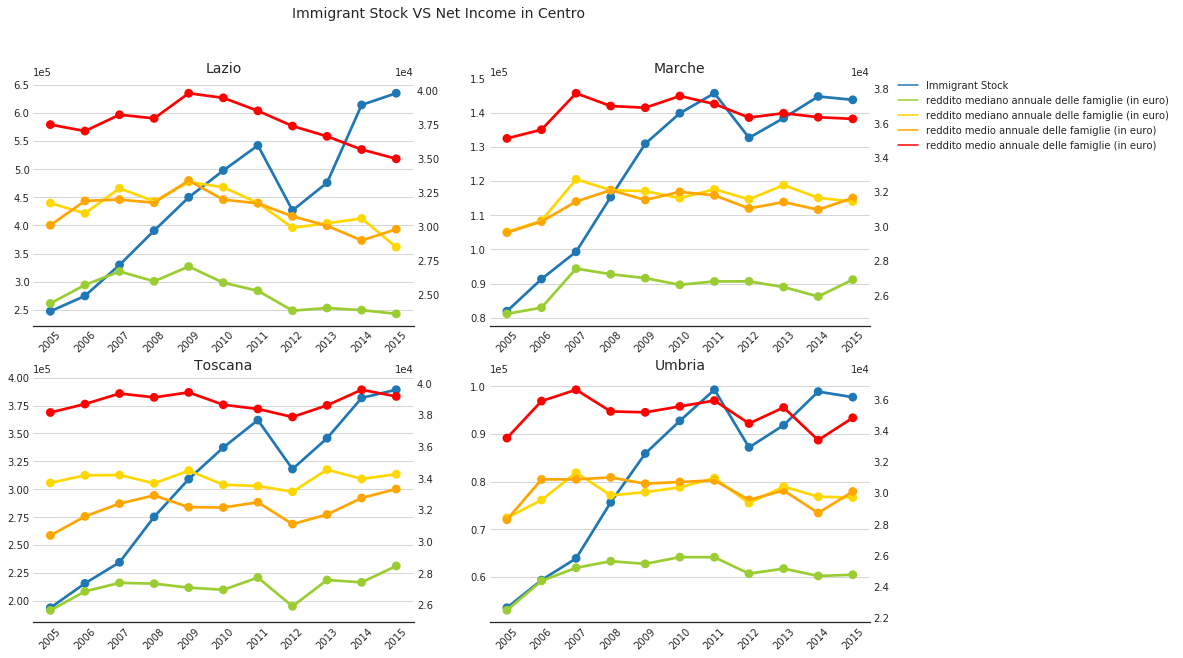 Immigrant Stock VS Net Income in Centro
Lazio
1e5
1e4
6.5
6.0
5.5
5.0
4.5
4.0
3.5
3.0
2.5
4.00
3.75
3.50
3.25
3.00
2.75
2.50
2005 2006 2007 2008 2009 2010 2011 2012 2013 2014 2015
Marche
1e5
1e4
1.5
1.4
1.3
1.2
1.1
1.0
0.9
0.8
3.8
3.6
3.4
3.2
3.0
2.8
2.6
2005 2006 2007 2008 2009 2010 2011 2012 2013 2014 2015
Immigrant Stock
reddito mediano annuale delle famiglie (in euro)
reddito mediano annuale delle famiglie (in euro)
reddito medio annuale delle famiglie (in euro)
reddito medio annuale delle famiglie (in euro)
Toscana
1e5
1e4
4.00
3.75
3.50
3.25
3.00
2.75
2.50
2.25
2.00
4.0
3.8
3.6
3.4
3.2
3.0
2.8
2.6
2005 2006 2007 2008 2009 2010 2011 2012 2013 2014 2015
Umbria
1e5
1e4
1.0
0.9
0.8
0.7
0.6
3.6
3.4
3.2
3.0
2.8
2.6
2.4
2.2
2005 2006 2007 2008 2009 2010 2011 2012 2013 2014 2015